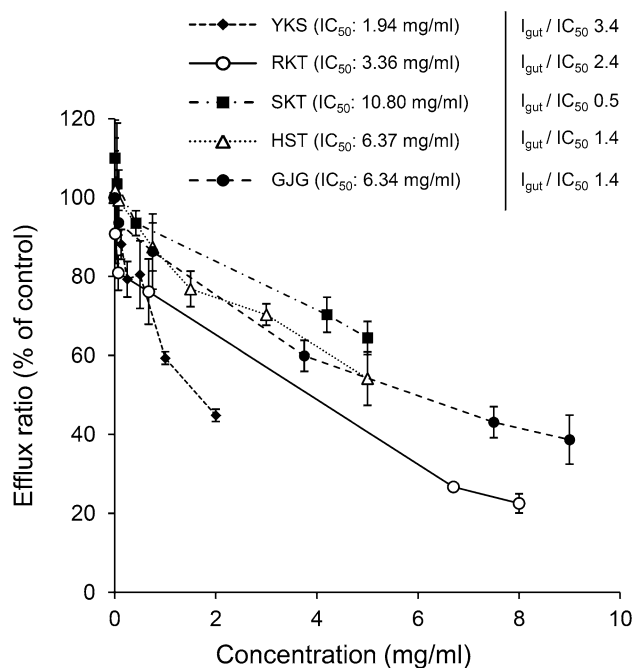 YKS (IC50: 1.94 mg/ml) Igut / IC50 3.4
RKT (IC50: 3.36 mg/ml) Igut / IC50 2.4
SKT (IC50: 10.80 mg/ml) Igut / IC50 0.5
HST (IC50: 6.37 mg/ml) Igut / IC50 1.4
GJG (IC50: 6.34 mg/ml) Igut / IC50 1.4
Efflux ratio (% of control)
120
100
80
60
40
20
0
0 2 4 6 8 10
Concentration (mg/ml)